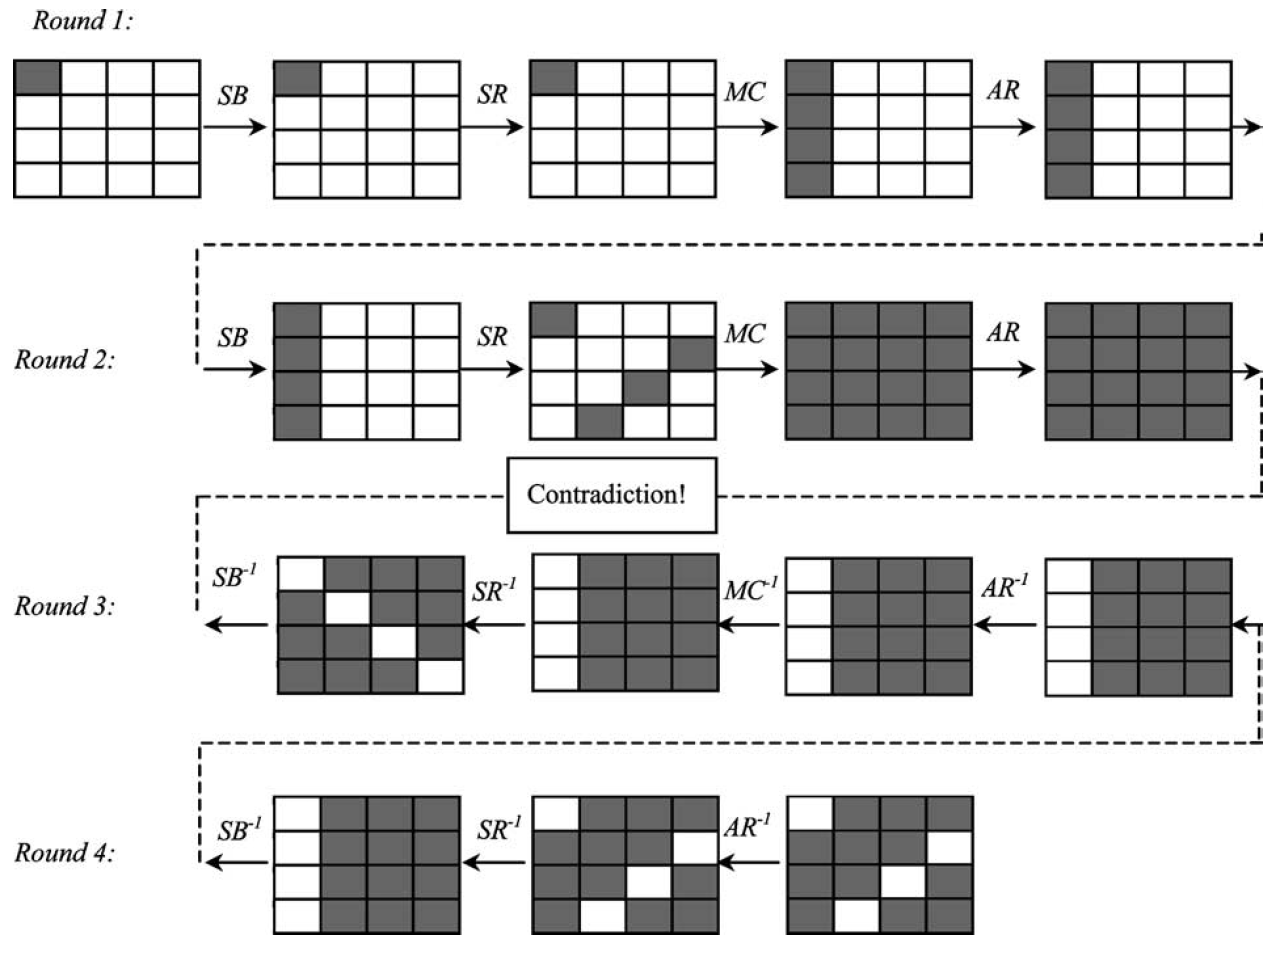 Round 1:
SB SR MC AR
Round 2:
SB SR MC AR
Contradiction!
Round 3:
SB-1 SR-1 MC-1 AR-1
Round 4:
SB-1 SR-1 AR-1